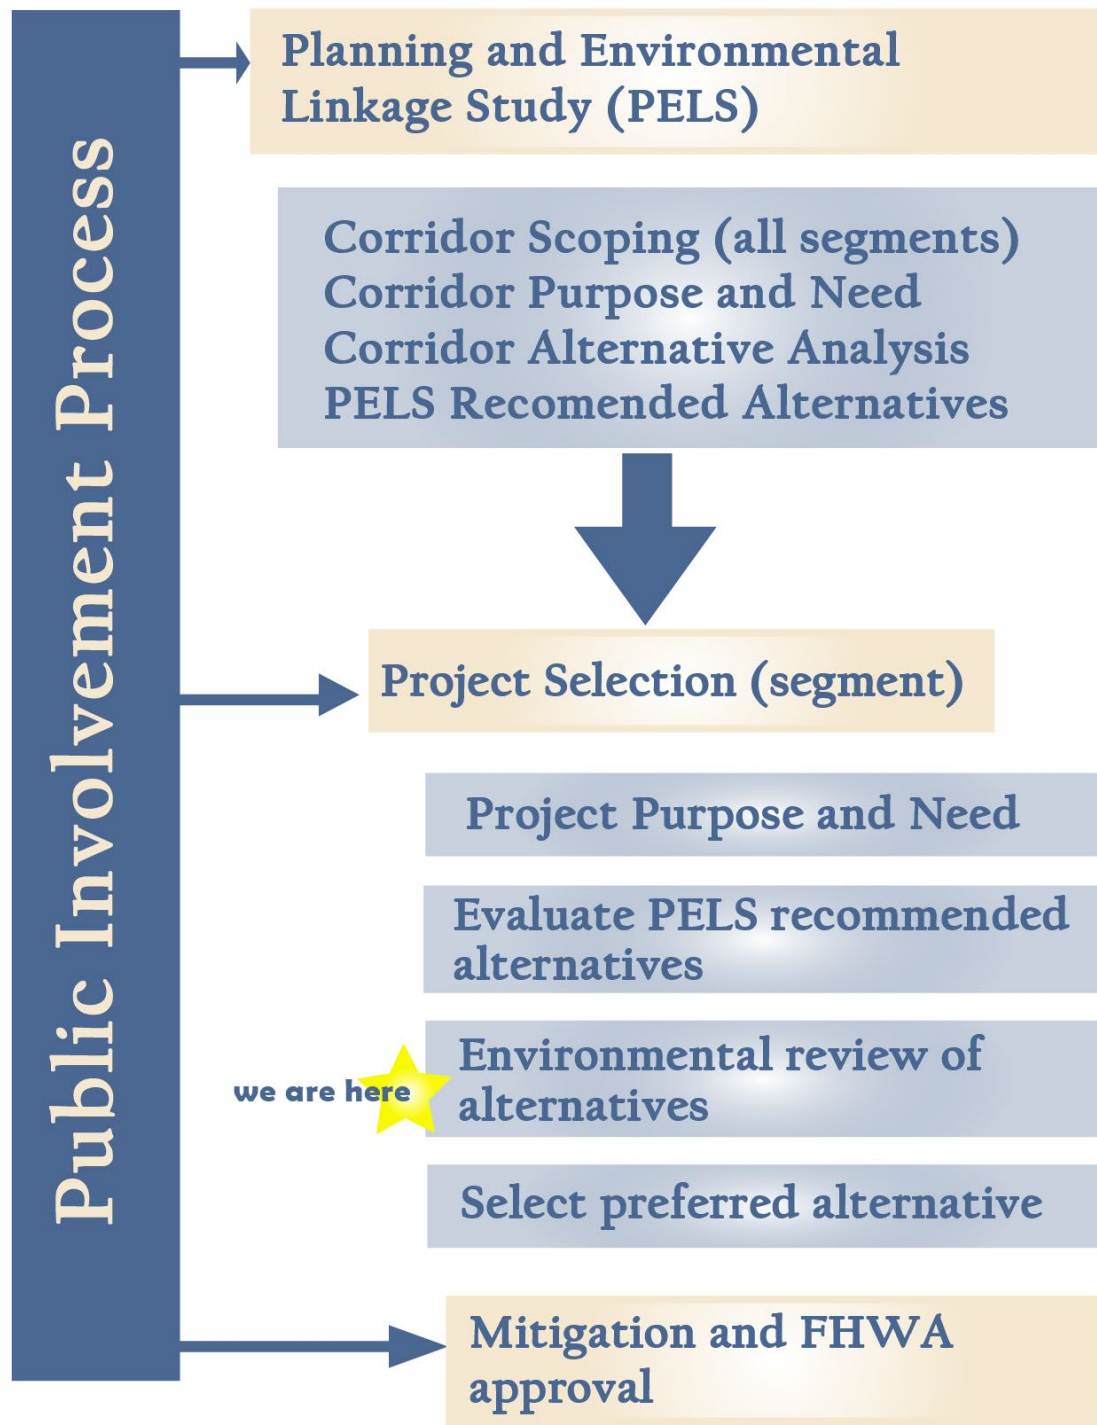 Public Involvement Process
Planning and Environmental
Linkage Study (PELS)
Corridor Scoping (all segments)
Corridor Purpose and Need
Corridor Alternative Analysis
PELS Recomended Alternatives
Project Selection (segment)
Project Purpose and Need
Evaluate PELS recommended
alternatives
we are here
Environmental review of
alternatives
Select preferred alternative
Mitigation and FHWA
approval